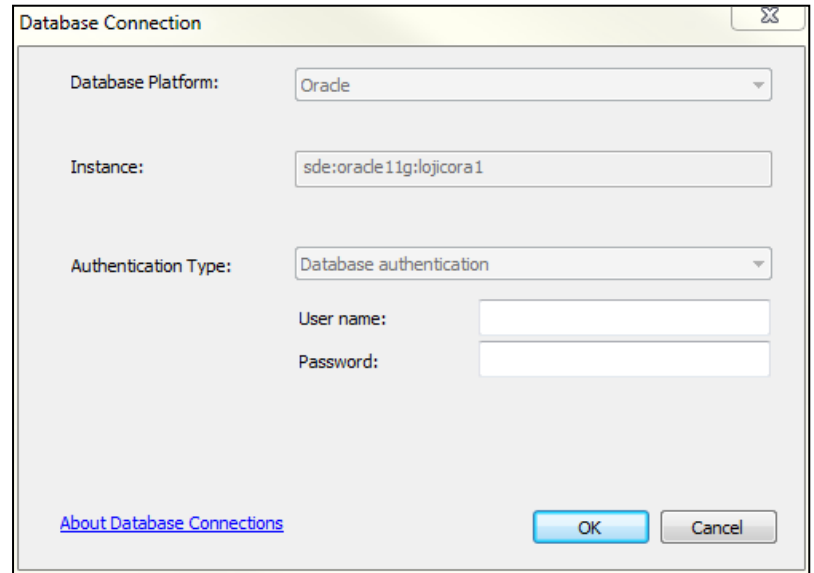 Database Connection
Database Platform: Oracle
Instance: sde:oracle11g:lojicora1
Authentication Type: Database authentication
User name:
Password:
About Database Connections OK Cancel